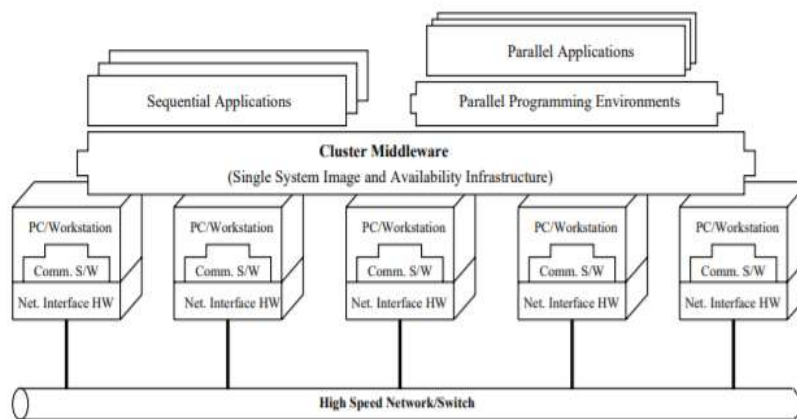 Parallel Applications
Sequential Applications
Parallel Programming Environments
Cluster Middleware
(Single System Image and Availability Infrastructure)
PC/Workstation
Comm. S/W
Net. Interface HW
PC/Workstation
Comm. S/W
Net. Interface HW
PC/Workstation
Comm. S/W
Net. Interface HW
PC/Workstation
Comm. S/W
Net. Interface HW
PC/Workstation
Comm. S/W
Net. Interface HW
High Speed Network/Switch